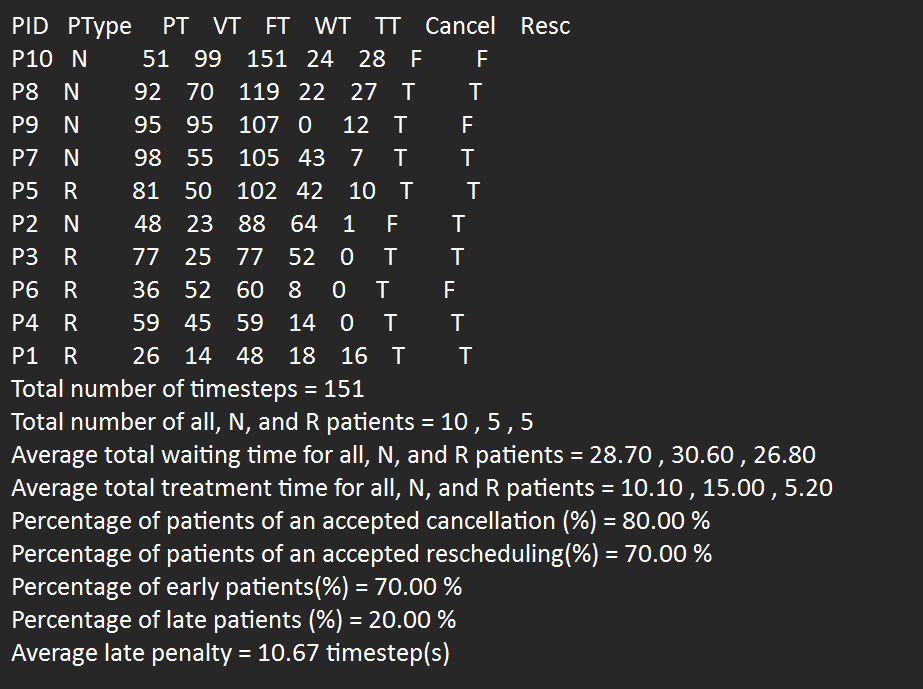 PID PType PT VT FT WT TT Cancel Resc
P10 N 51 99 151 24 28 F F
P8 N 92 70 119 22 27 T T
P9 N 95 95 107 0 12 T F
P7 N 98 55 105 43 7 T T
P5 R 81 50 102 42 10 T T
P2 N 48 23 88 64 1 F T
P3 R 77 25 77 52 0 T T
P6 R 36 52 60 8 0 T F
P4 R 59 45 59 14 0 T T
P1 R 26 14 48 18 16 T T
Total number of timesteps = 151
Total number of all, N, and R patients = 10 , 5 , 5
Average total waiting time for all, N, and R patients = 28.70 , 30.60 , 26.80
Average total treatment time for all, N, and R patients = 10.10 , 15.00 , 5.20
Percentage of patients of an accepted cancellation (%) = 80.00 %
Percentage of patients of an accepted rescheduling(%) = 70.00 %
Percentage of early patients(%) = 70.00 %
Percentage of late patients (%) = 20.00 %
Average late penalty = 10.67 timestep(s)